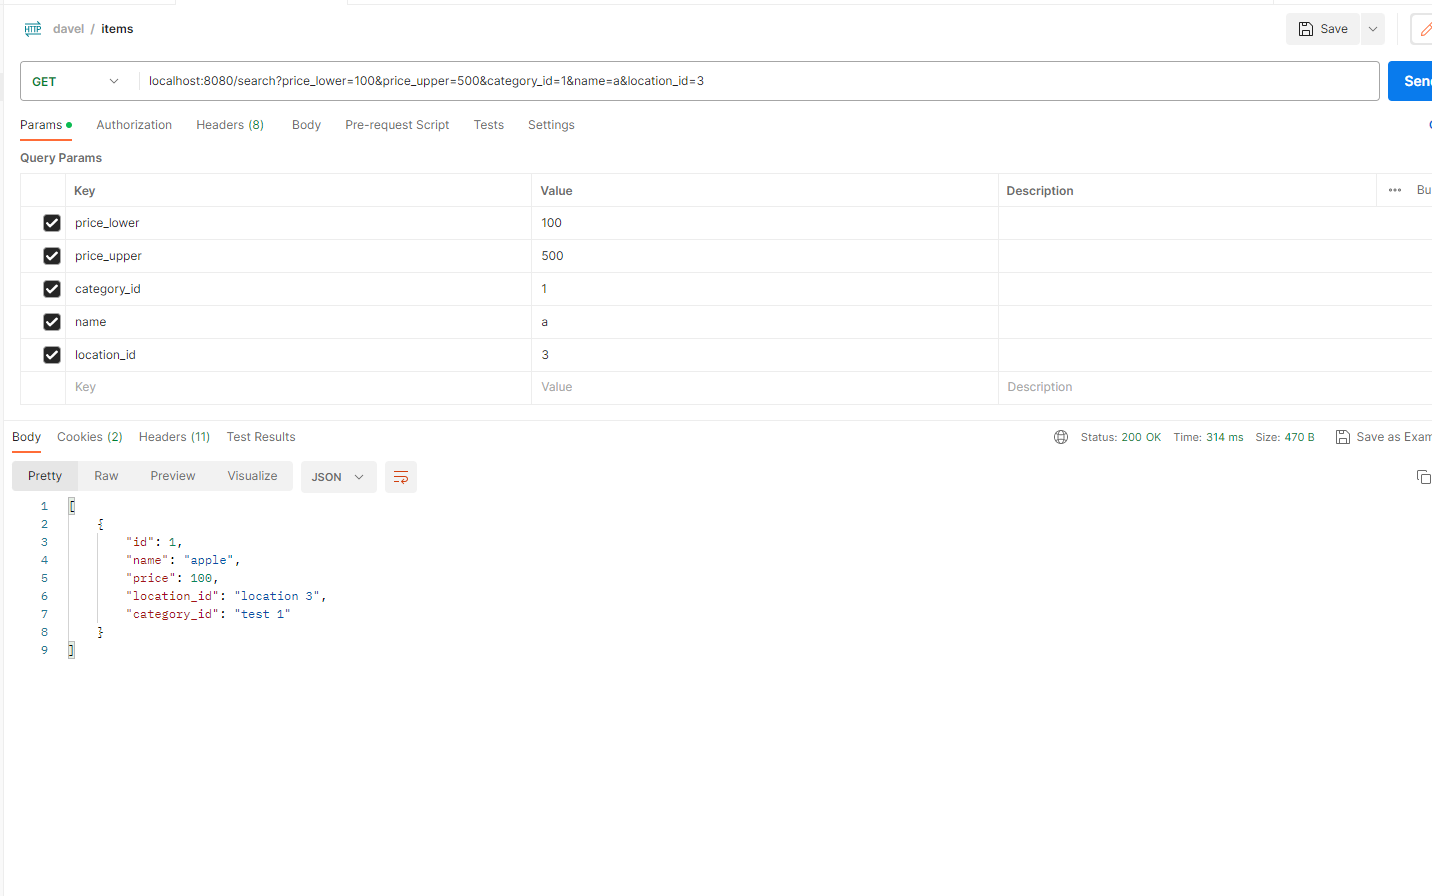 HTTP davel / items Save
GET localhost:8080/search?price_lower=100&price_upper=500&category_id=1&name=a&location_id=3 Sen
Params Authorization Headers (8) Body Pre-request Script Tests Settings
Query Params
Key Value Description ••• Bu
price_lower 100
price_upper 500
category_id 1
name a
location_id 3
Key Value Description
Body Cookies (2) Headers (11) Test Results Status: 200 OK Time: 314 ms Size: 470 B Save as Exam
Pretty Raw Preview Visualize JSON
1 [
2 {
3 "id": 1,
4 "name": "apple",
5 "price": 100,
6 "location_id": "location 3",
7 "category_id": "test 1"
8 }
9 ]